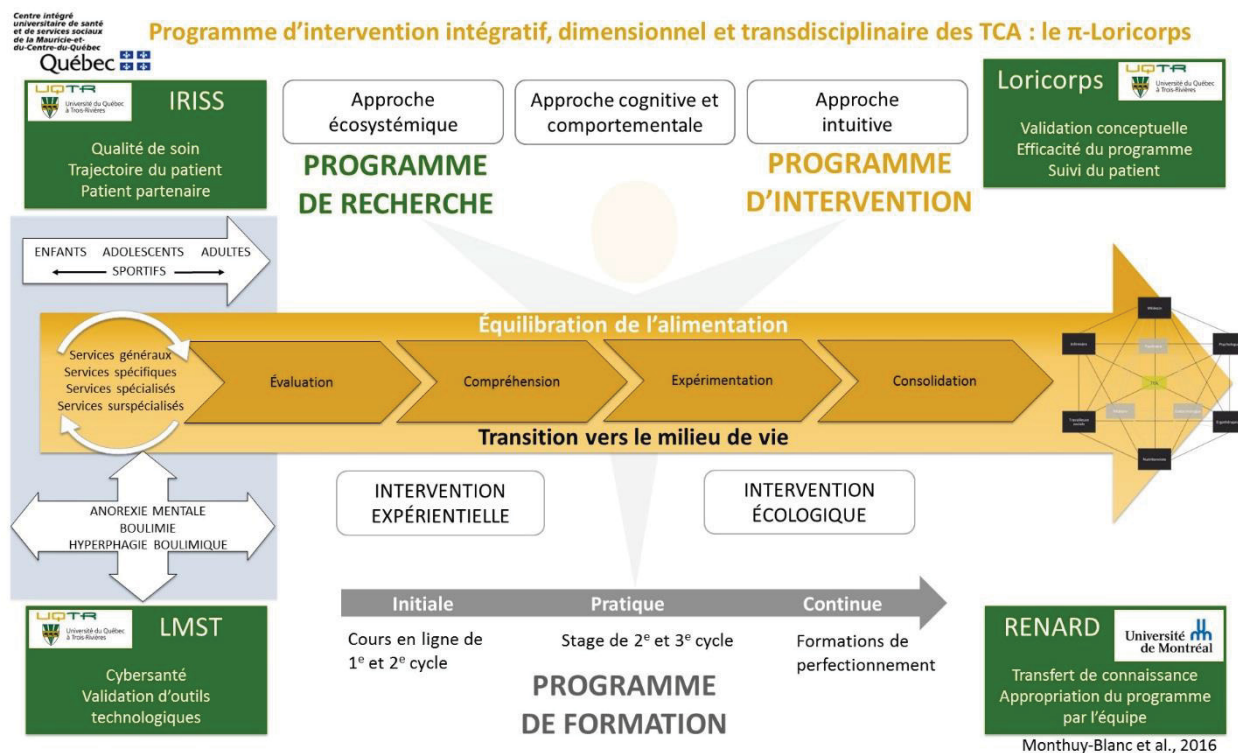 Centre intégré
universitaire de santé
et de services sociaux
de la Mauricie-et-
du-Centre-du-Québec
Québec
Programme d'intervention intégratif, dimensionnel et transdisciplinaire des TCA : le π-Loricorps
UQTR
Université du Québec
à Trois-Rivières
IRISS
Qualité de soin
Trajectoire du patient
Patient partenaire
Approche
écosystémique
Approche cognitive et
comportementale
Approche
intuitive
PROGRAMME
DE RECHERCHE
PROGRAMME
D'INTERVENTION
Loricorps
UQTR
Université du Québec
à Trois-Rivières
Validation conceptuelle
Efficacité du programme
Suivi du patient
ENFANTS ADOLESCENTS ADULTES
SPORTIFS
Équilibration de l'alimentation
Services généraux
Services spécifiques
Services spécialisés
Services surspécialisés
Évaluation
Compréhension
Expérimentation
Consolidation
Transition vers le milieu de vie
TCA
ANOREXIE MENTALE
BOULIMIE
HYPERPHAGIE BOULIMIQUE
INTERVENTION
EXPÉRIENTIELLE
INTERVENTION
ÉCOLOGIQUE
Initiale
Pratique
Continue
Cours en ligne de
1e et 2e cycle
Stage de 2e et 3e cycle
Formations de
perfectionnement
PROGRAMME
DE FORMATION
UQTR
Université du Québec
à Trois-Rivières
LMST
Cybersanté
Validation d'outils
technologiques
RENARD
Université
de Montréal
Transfert de connaissance
Appropriation du programme
par l'équipe
Monthuy-Blanc et al., 2016